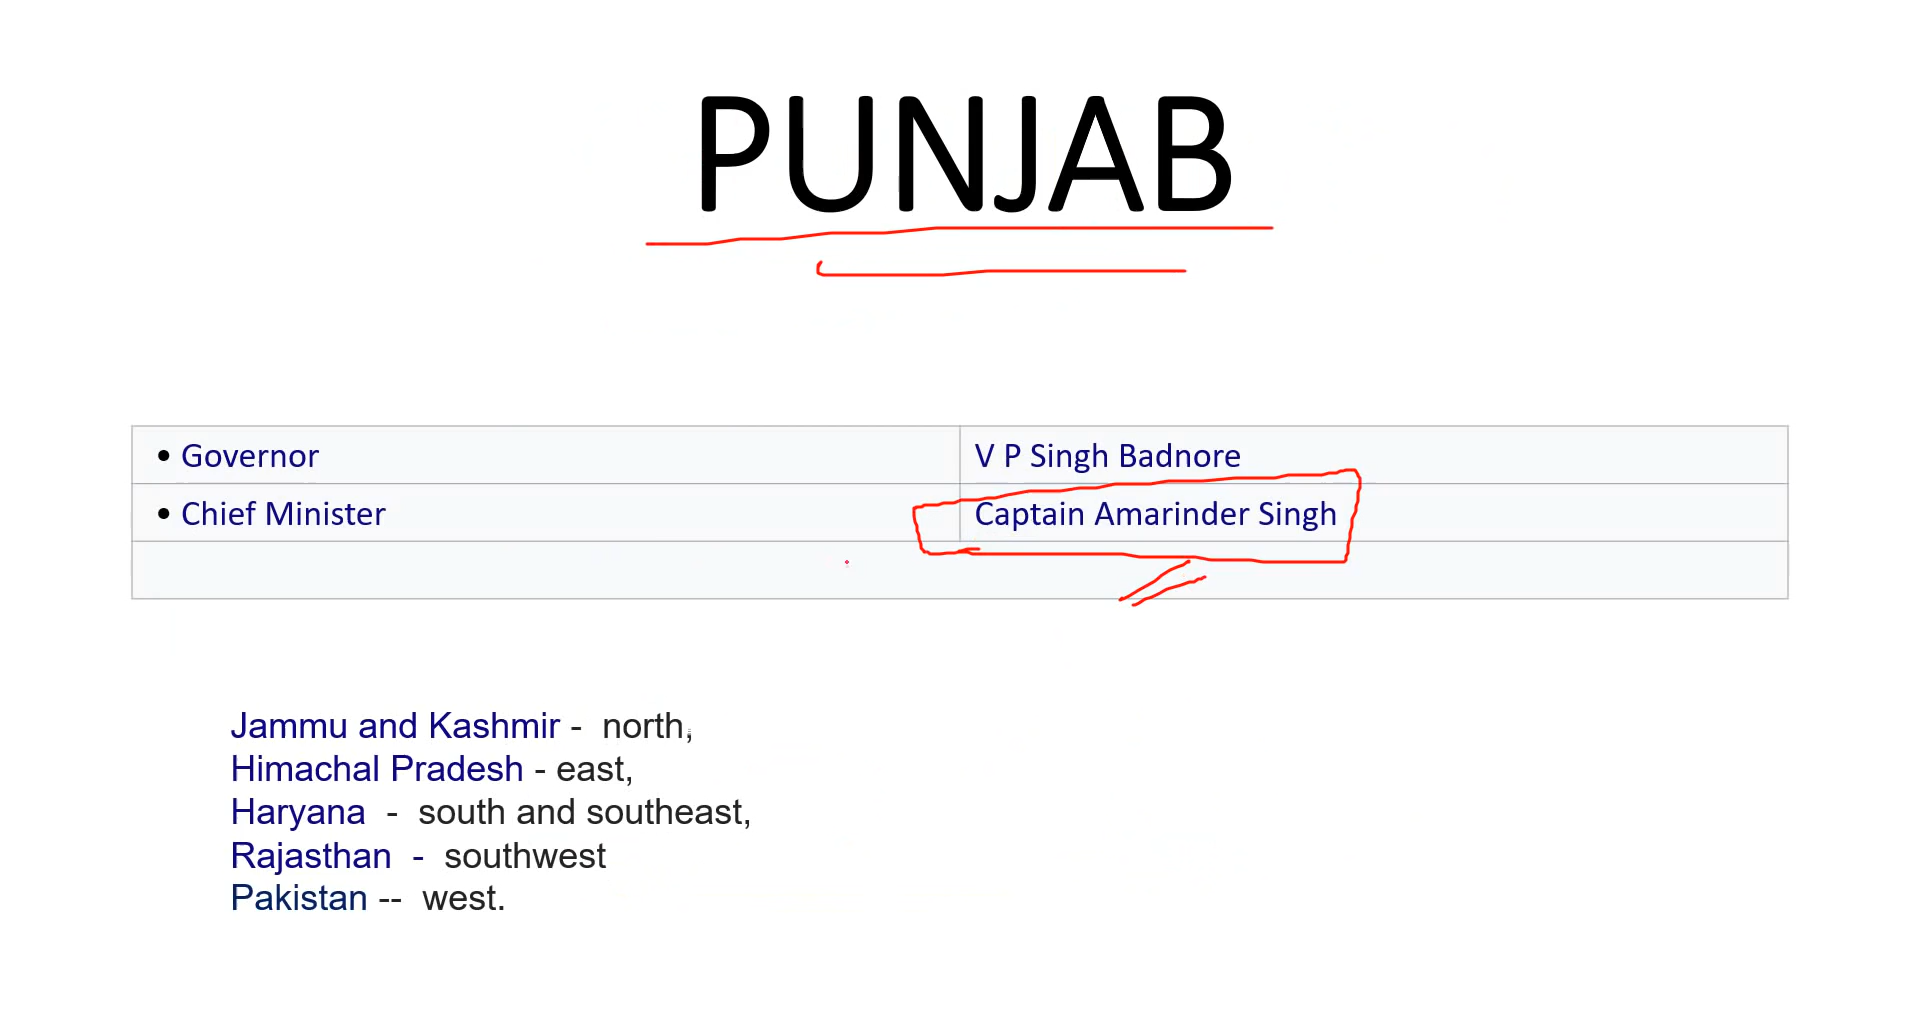 PUNJAB
• Governor V P Singh Badnore
• Chief Minister Captain Amarinder Singh
Jammu and Kashmir - north,
Himachal Pradesh - east,
Haryana - south and southeast,
Rajasthan - southwest
Pakistan -- west.